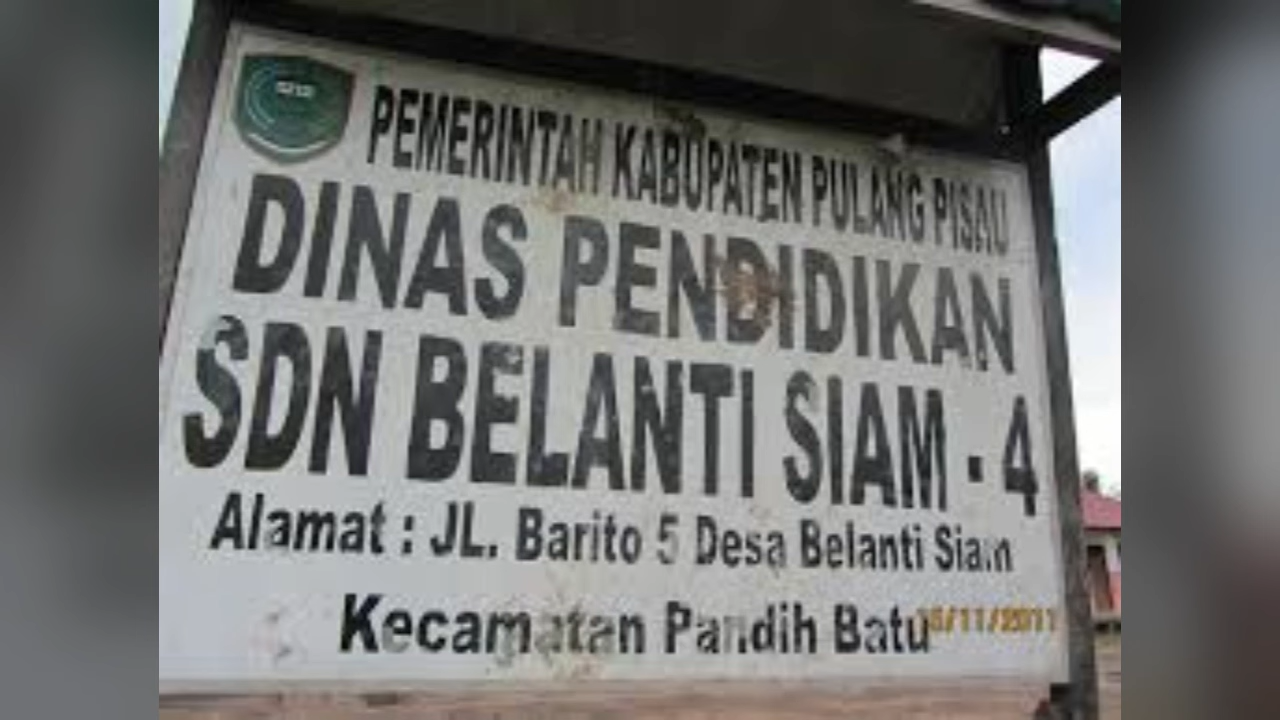 PEMERINTAH KABUPATEN PULANG PISAU
DINAS PENDIDIKAN
SDN BELANTI SIAM - 4
Alamat : JL. Barito 5 Desa Belanti Siam
Kecamatan Pandih Batu